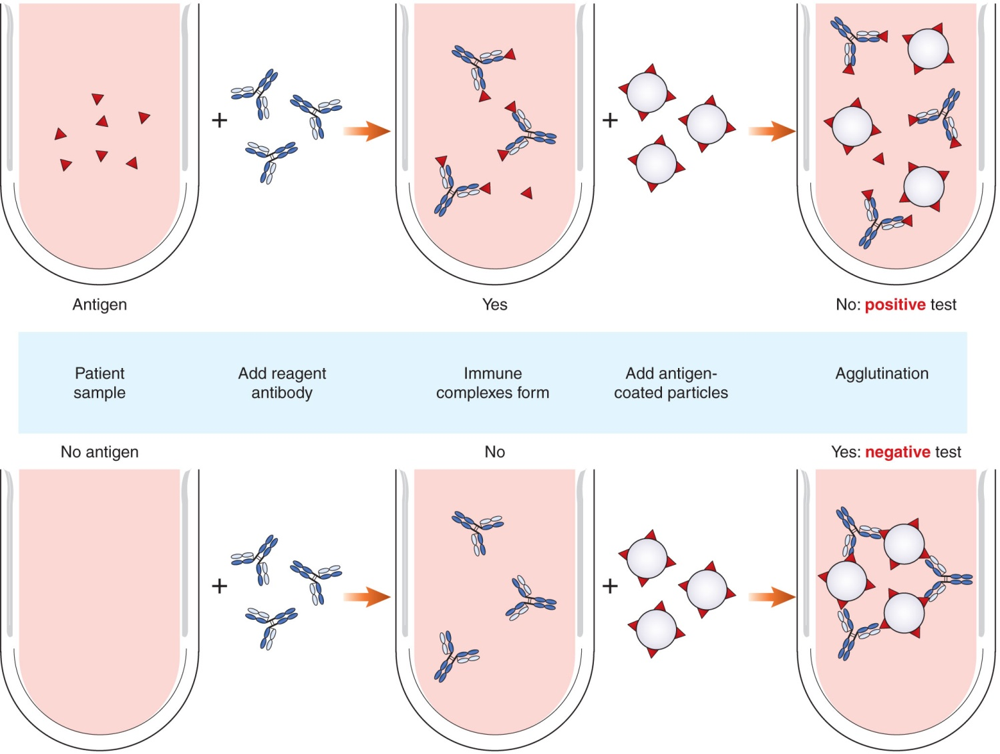 +
+
Antigen
Yes
No: positive test
Patient
sample
Add reagent
antibody
Immune
complexes form
Add antigen-
coated particles
Agglutination
No antigen
No
Yes: negative test
+
+